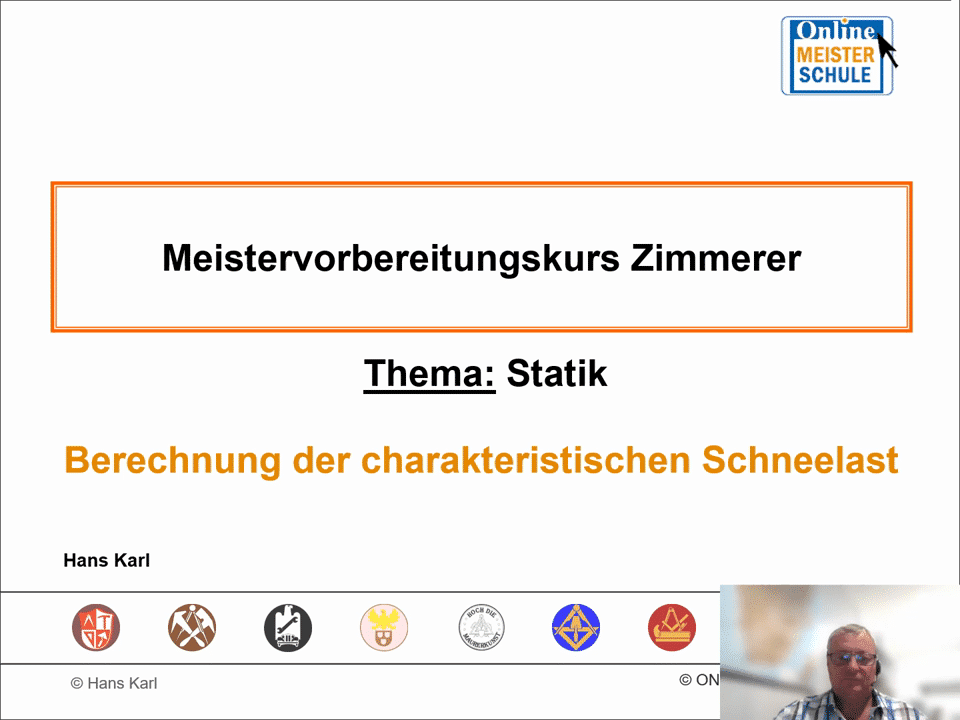 Online
MEISTER
SCHULE
Meistervorbereitungskurs Zimmerer
Thema: Statik
Berechnung der charakteristischen Schneelast
Hans Karl
HOCH DIE
MAURERKUNST
© Hans Karl
© ON